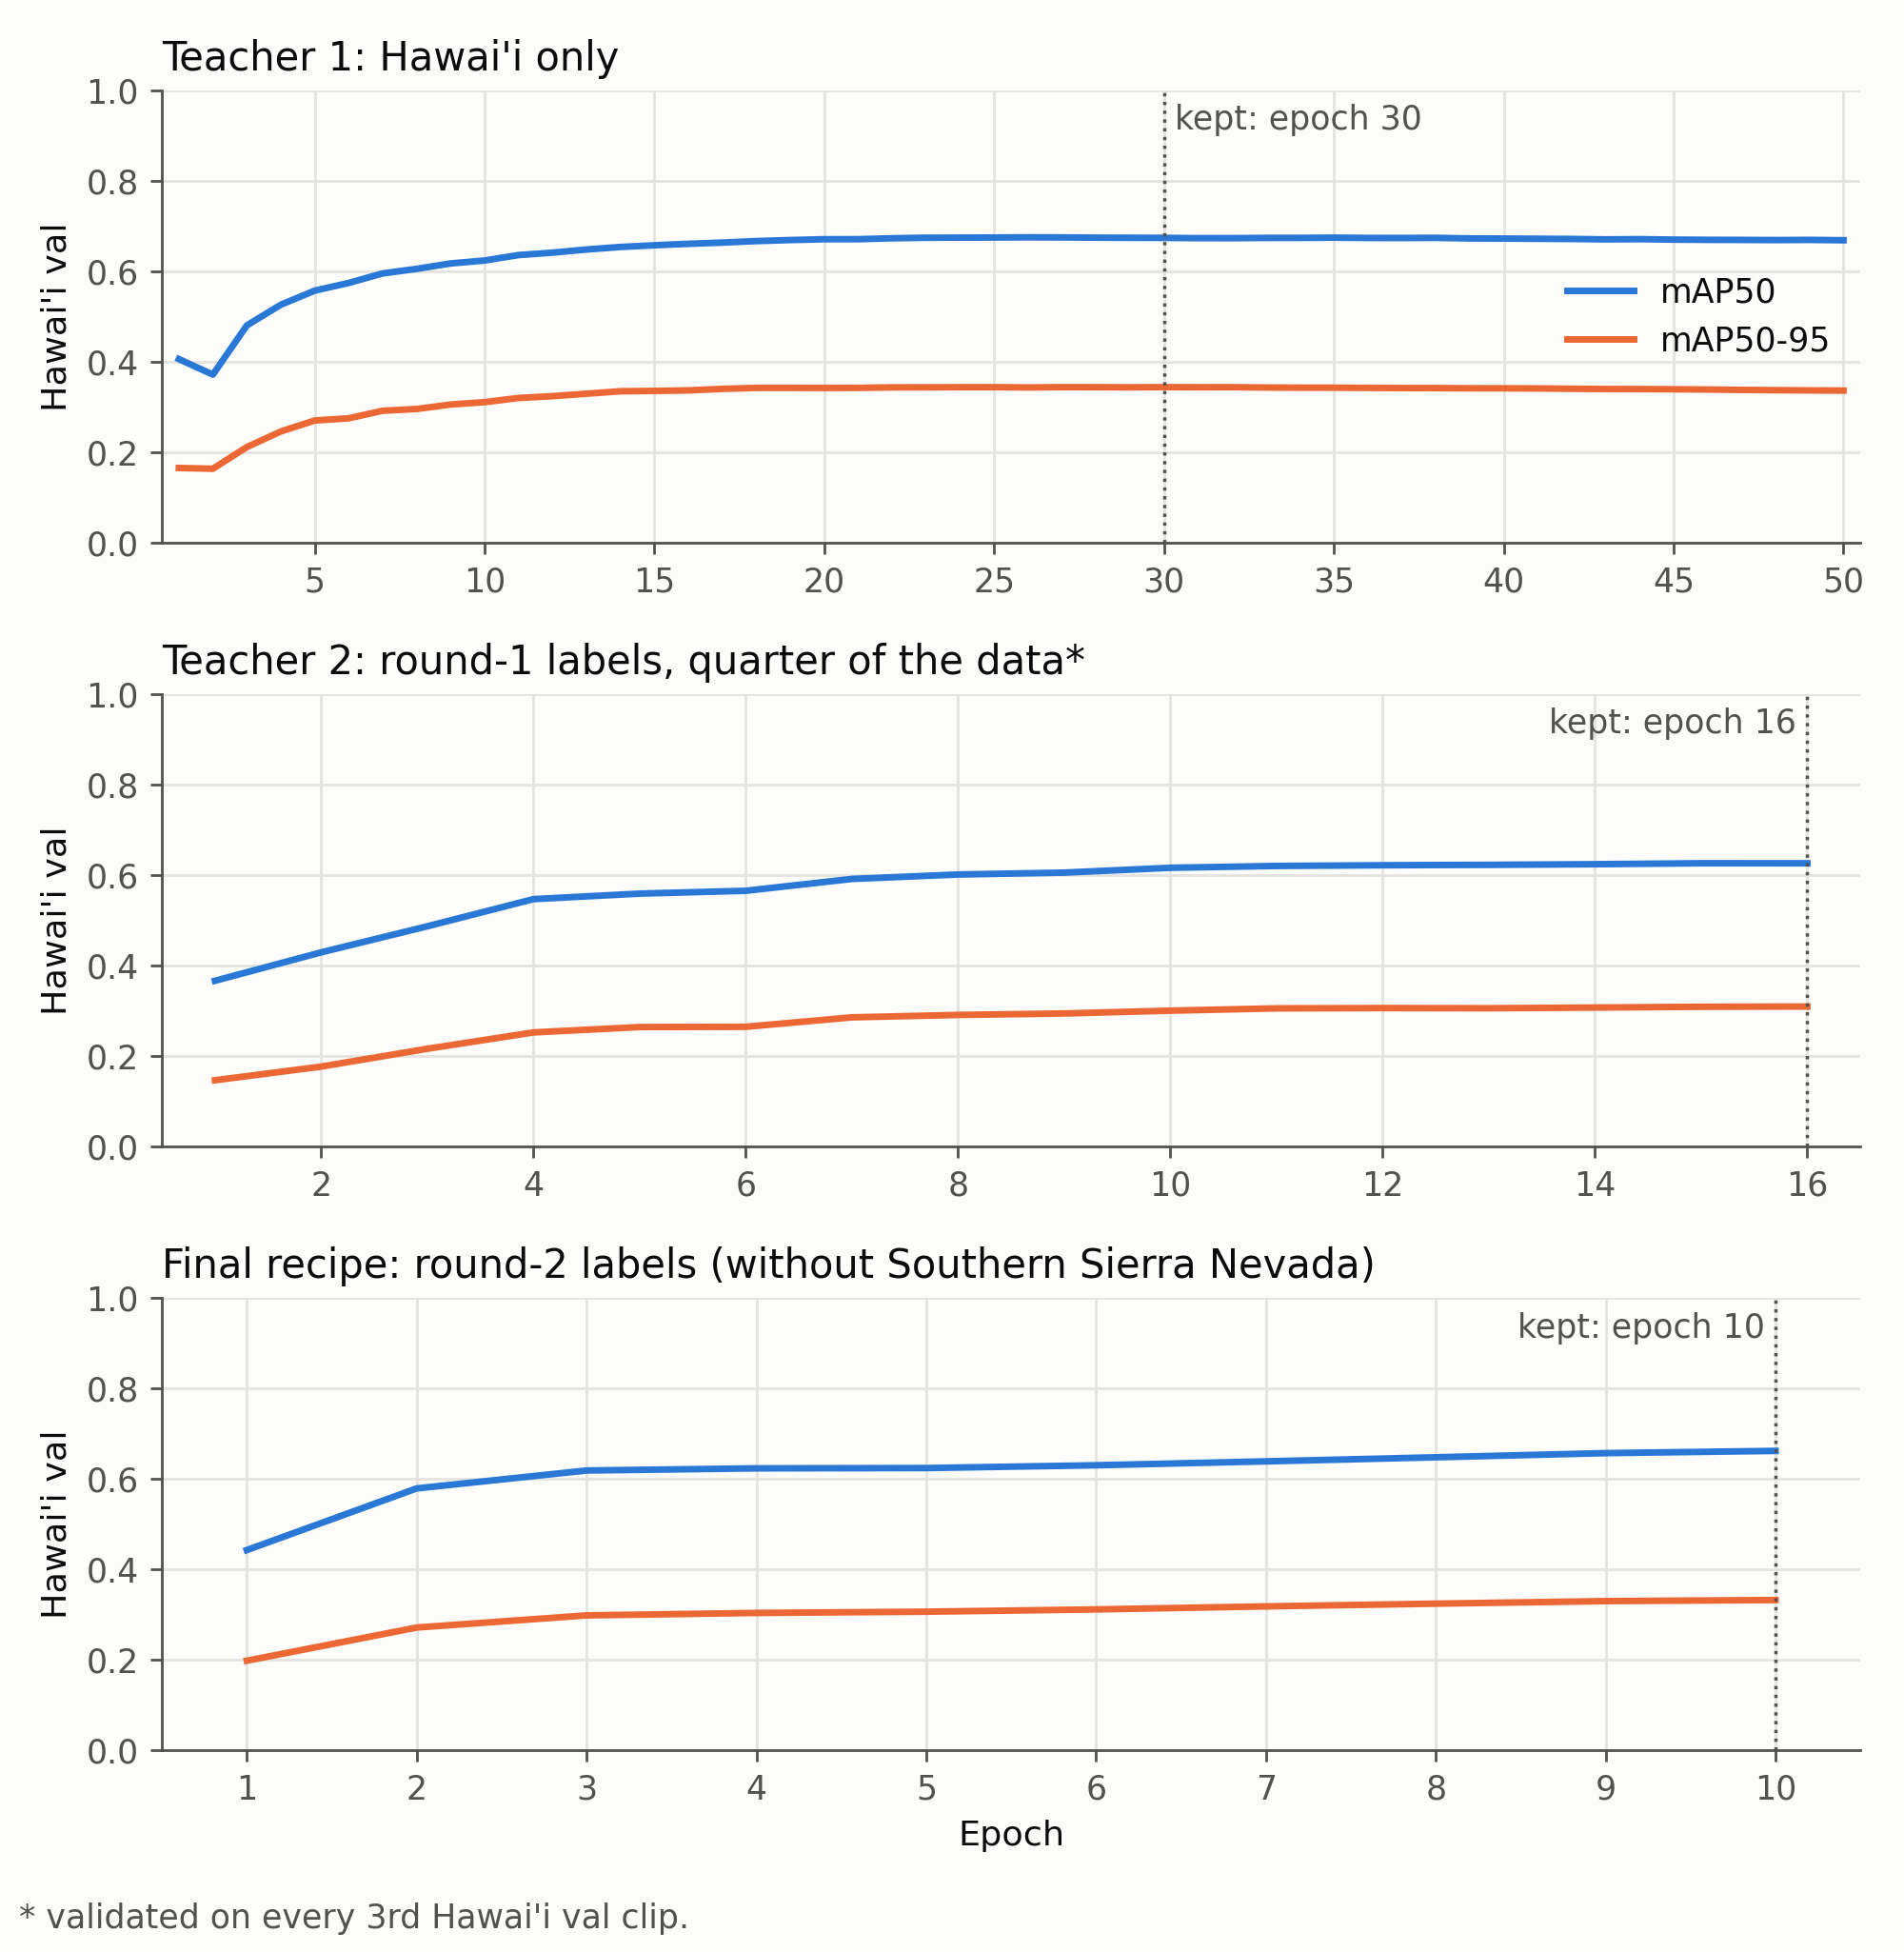 Teacher 1: Hawai'i only
1.0
0.8
0.6
0.4
0.2
0.0
Hawai'i val
kept: epoch 30
mAP50
mAP50-95
5 10 15 20 25 30 35 40 45 50
Teacher 2: round-1 labels, quarter of the data*
1.0
0.8
0.6
0.4
0.2
0.0
Hawai'i val
kept: epoch 16
2 4 6 8 10 12 14 16
Final recipe: round-2 labels (without Southern Sierra Nevada)
1.0
0.8
0.6
0.4
0.2
0.0
Hawai'i val
kept: epoch 10
1 2 3 4 5 6 7 8 9 10
Epoch
* validated on every 3rd Hawai'i val clip.